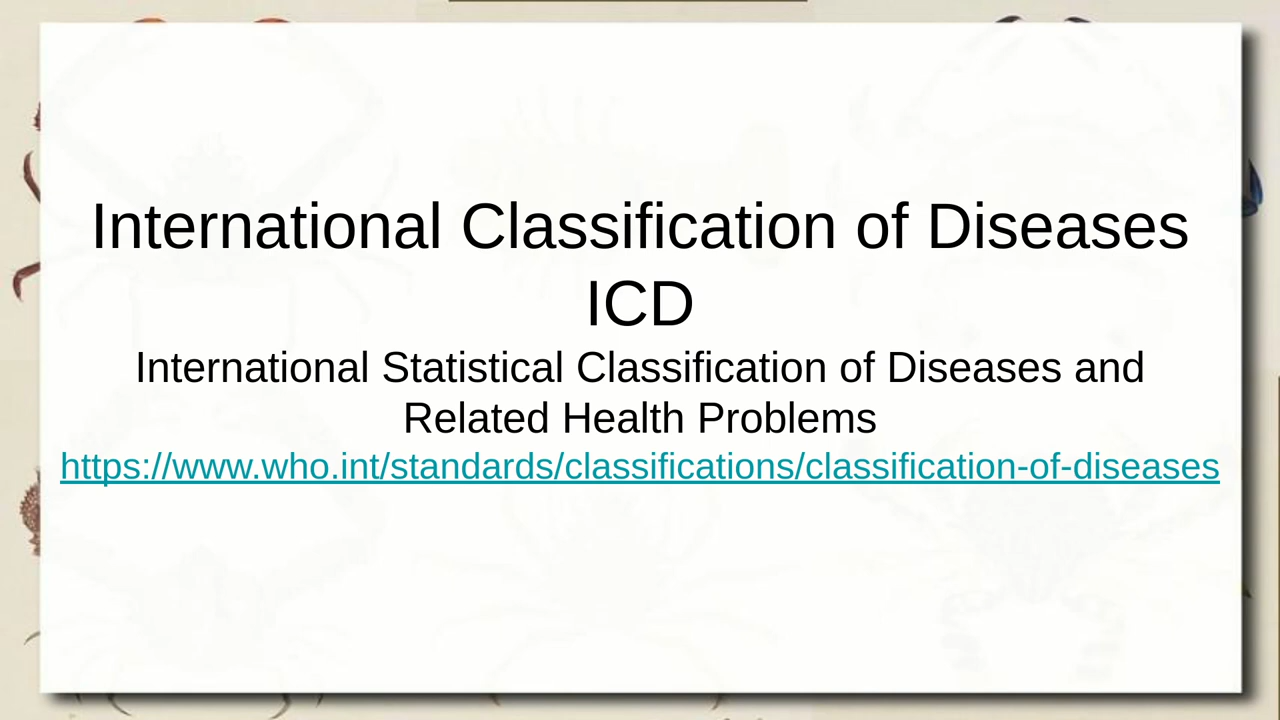 International Classification of Diseases
ICD
International Statistical Classification of Diseases and
Related Health Problems
https://www.who.int/standards/classifications/classification-of-diseases